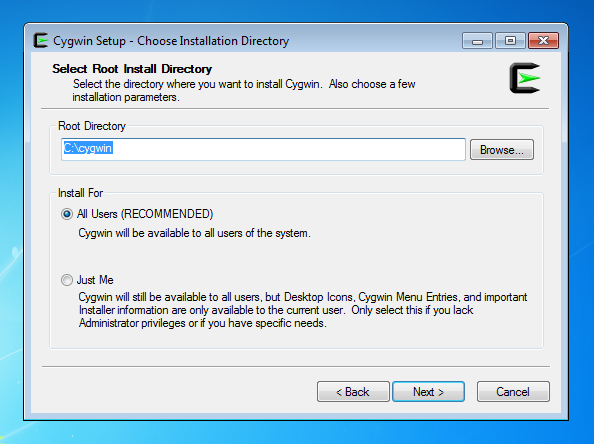 Cygwin Setup - Choose Installation Directory
Select Root Install Directory
Select the directory where you want to install Cygwin.  Also choose a few
installation parameters.
Root Directory
C:\cygwin
Browse...
Install For
All Users (RECOMMENDED)
Cygwin will be available to all users of the system.
Just Me
Cygwin will still be available to all users, but Desktop Icons, Cygwin Menu Entries, and important
Installer information are only available to the current user.  Only select this if you lack
Administrator privileges or if you have specific needs.
< Back
Next >
Cancel